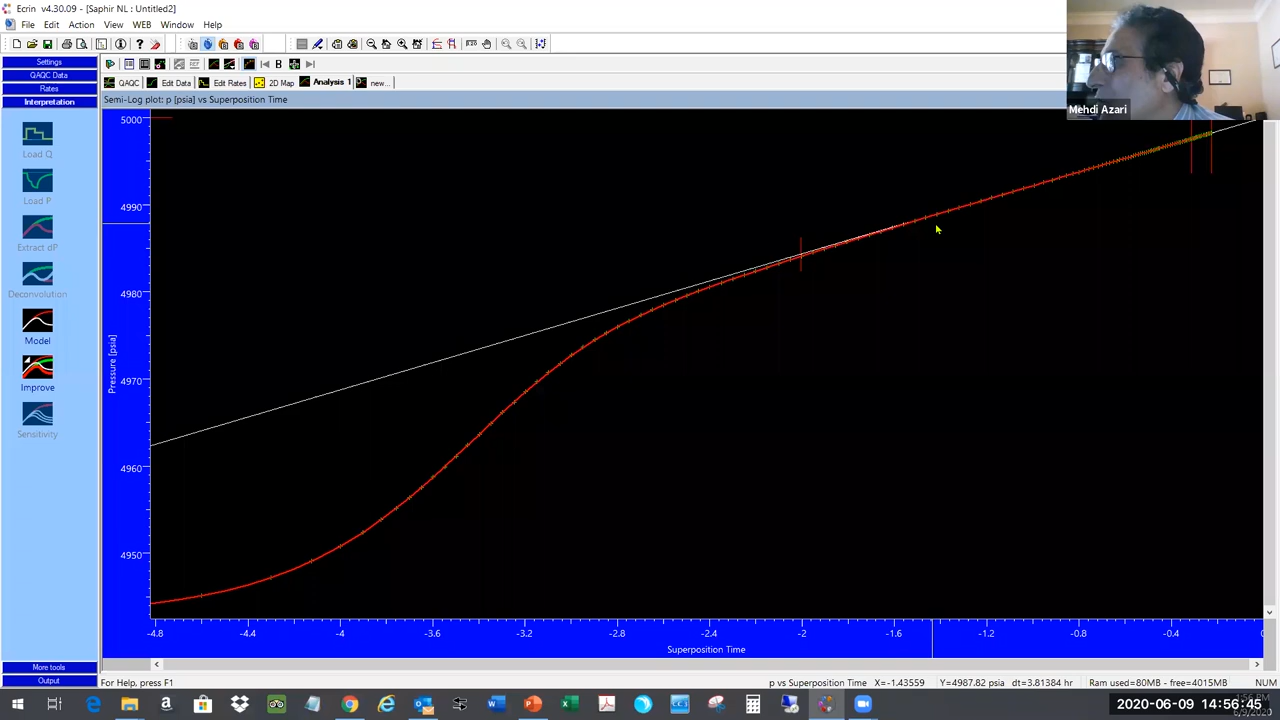 Ecrin v4.30.09 - [Saphir NL : Untitled2]
File Edit Action View WEB Window Help
Settings
QAQC Data
Rates
Interpretation
Load Q
Load P
Extract dP
Deconvolution
Model
Improve
Sensitivity
More tools
Output
B
QAQC Edit Data Edit Rates 2D Map Analysis 1 new...
Semi-Log plot: p [psia] vs Superposition Time
Mehdi Azari
5000
4990
4980
4970
4960
4950
Pressure [psia]
-4.8 -4.4 -4 -3.6 -3.2 -2.8 -2.4 -2 -1.6 -1.2 -0.8 -0.4 0
Superposition Time
For Help, press F1
p vs Superposition Time X=-1.43559 Y=4987.82 psia dt=3.81384 hr Ram used=80MB - free=4015MB NUM
2020-06-09 14:56:45